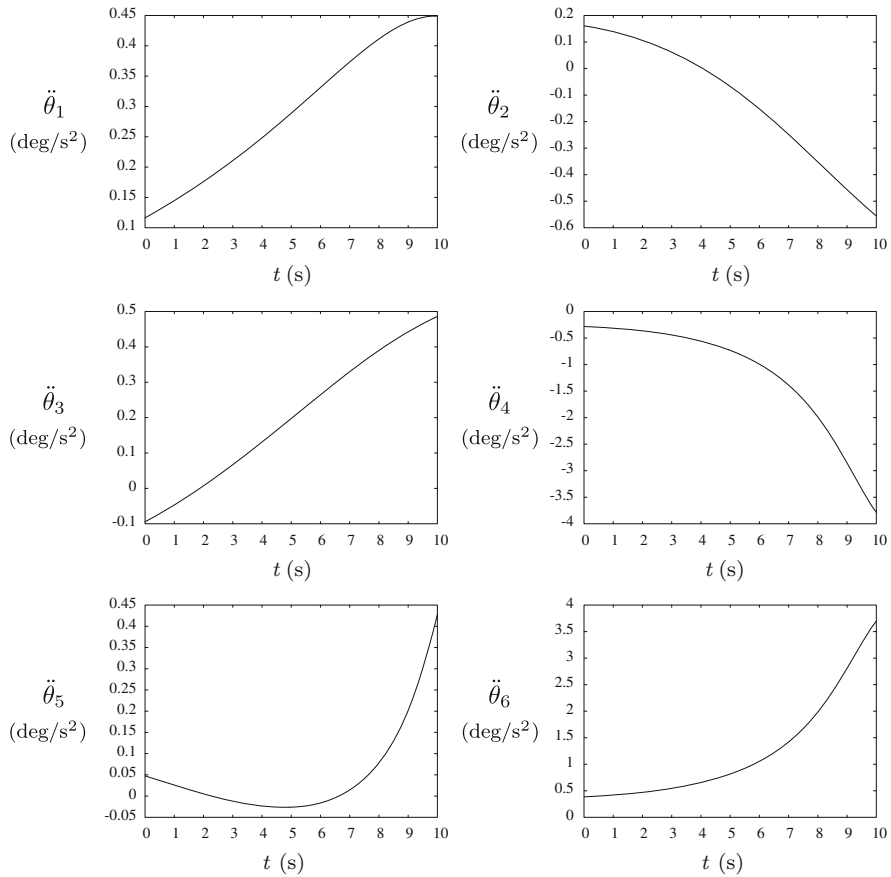 0.45
0.4
0.35
0.3
0.25
0.2
0.15
0.1
θ̈₁
(deg/s²)
0 1 2 3 4 5 6 7 8 9 10
t (s)
0.2
0.1
0
-0.1
-0.2
-0.3
-0.4
-0.5
-0.6
θ̈₂
(deg/s²)
0 1 2 3 4 5 6 7 8 9 10
t (s)
0.5
0.4
0.3
0.2
0.1
0
-0.1
θ̈₃
(deg/s²)
0 1 2 3 4 5 6 7 8 9 10
t (s)
0
-0.5
-1
-1.5
-2
-2.5
-3
-3.5
-4
θ̈₄
(deg/s²)
0 1 2 3 4 5 6 7 8 9 10
t (s)
0.45
0.4
0.35
0.3
0.25
0.2
0.15
0.1
0.05
0
-0.05
θ̈₅
(deg/s²)
0 1 2 3 4 5 6 7 8 9 10
t (s)
4
3.5
3
2.5
2
1.5
1
0.5
0
θ̈₆
(deg/s²)
0 1 2 3 4 5 6 7 8 9 10
t (s)